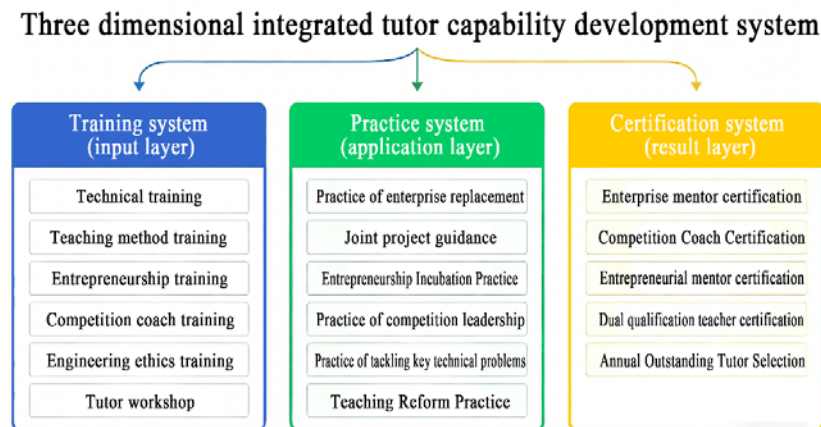 Three dimensional integrated tutor capability development system
Training system
(input layer)
Technical training
Teaching method training
Entrepreneurship training
Competition coach training
Engineering ethics training
Tutor workshop
Practice system
(application layer)
Practice of enterprise replacement
Joint project guidance
Entrepreneurship Incubation Practice
Practice of competition leadership
Practice of tackling key technical problems
Teaching Reform Practice
Certification system
(result layer)
Enterprise mentor certification
Competition Coach Certification
Entrepreneurial mentor certification
Dual qualification teacher certification
Annual Outstanding Tutor Selection